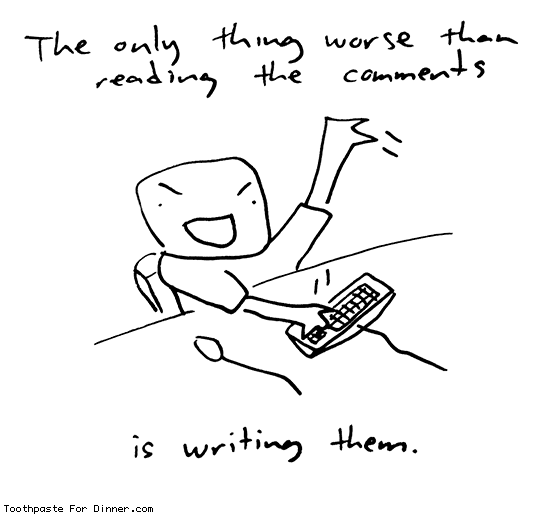 The only thing worse than
reading the comments
is writing them.
Toothpaste For Dinner.com